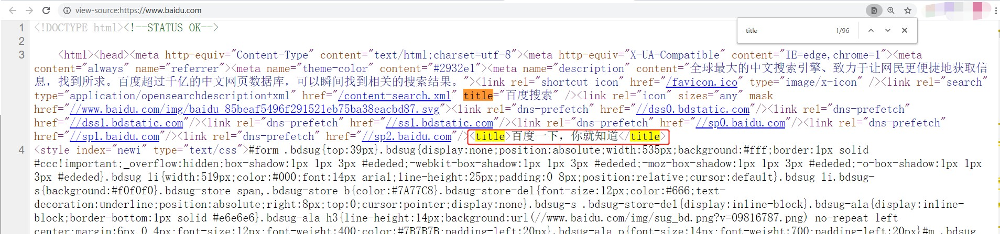 view-source:https://www.baidu.com
title 1/96
1 <!DOCTYPE html><!--STATUS OK-->
2
3 <html><head><meta http-equiv="Content-Type" content="text/html;charset=utf-8"><meta http-equiv="X-UA-Compatible" content="IE=edge,chrome=1"><meta
content="always" name="referrer"><meta name="theme-color" content="#2932e1"><meta name="description" content="全球最大的中文搜索引擎、致力于让网民更便捷地获取信
息，找到所求。百度超过千亿的中文网页数据库，可以瞬间找到相关的搜索结果。"><link rel="shortcut icon" href="/favicon.ico" type="image/x-icon" /><link rel="search"
type="application/opensearchdescription+xml" href="/content-search.xml" title="百度搜索" /><link rel="icon" sizes="any" mask
href="//www.baidu.com/img/baidu_85beaf5496f291521eb75ba38eacbd87.svg"><link rel="dns-prefetch" href="//dss0.bdstatic.com"/><link rel="dns-prefetch"
href="//dss1.bdstatic.com"/><link rel="dns-prefetch" href="//ss1.bdstatic.com"/><link rel="dns-prefetch" href="//sp0.baidu.com"/><link rel="dns-prefetch"
href="//sp1.baidu.com"/><link rel="dns-prefetch" href="//sp2.baidu.com"/><title>百度一下，你就知道</title>
4 <style index="newi" type="text/css">#form .bdsug{top:39px}.bdsug{display:none;position:absolute;width:535px;background:#fff;border:1px solid
#ccc!important;_overflow:hidden;box-shadow:1px 1px 3px #ededed;-webkit-box-shadow:1px 1px 3px #ededed;-moz-box-shadow:1px 1px 3px #ededed;-o-box-shadow:1px 1px
3px #ededed}.bdsug li{width:519px;color:#000;font:14px arial;line-height:25px;padding:0 8px;position:relative;cursor:default}.bdsug li.bdsug-
s{background:#f0f0f0}.bdsug-store span,.bdsug-store b{color:#7A77C8}.bdsug-store-del{font-size:12px;color:#666;text-
decoration:underline;position:absolute;right:8px;top:0;cursor:pointer;display:none}.bdsug-s .bdsug-store-del{display:inline-block}.bdsug-ala{display:inline-
block;border-bottom:1px solid #e6e6e6}.bdsug-ala h3{line-height:14px;background:url(//www.baidu.com/img/sug_bd.png?v=09816787.png) no-repeat left
center;margin:6px 0 4px;font-size:12px;font-weight:400;color:#7B7B7B;padding-left:20px}.bdsug-ala p{font-size:14px;font-weight:700;padding-left:20px}#m .bdsug